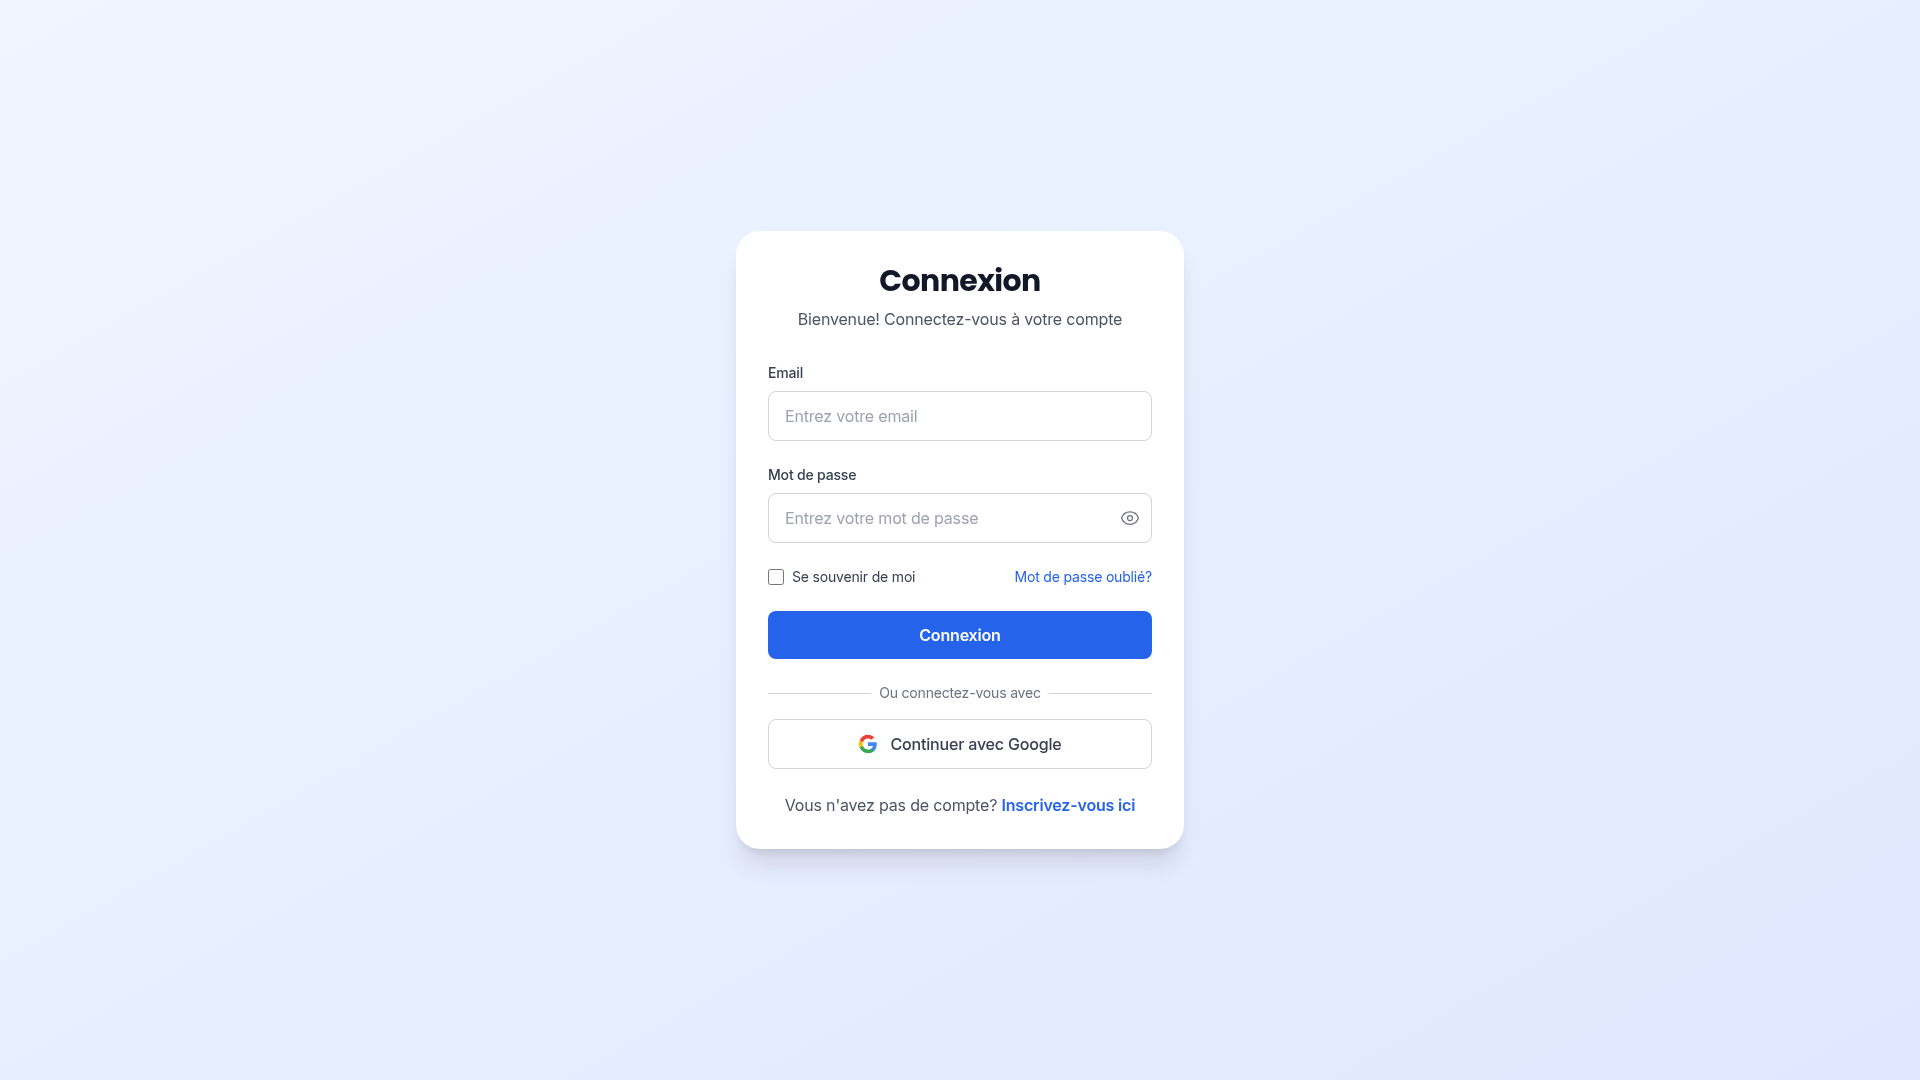 Connexion
Bienvenue! Connectez-vous à votre compte
Email
Entrez votre email
Mot de passe
Entrez votre mot de passe
Se souvenir de moi
Mot de passe oublié?
Connexion
Ou connectez-vous avec
Continuer avec Google
Vous n'avez pas de compte? Inscrivez-vous ici